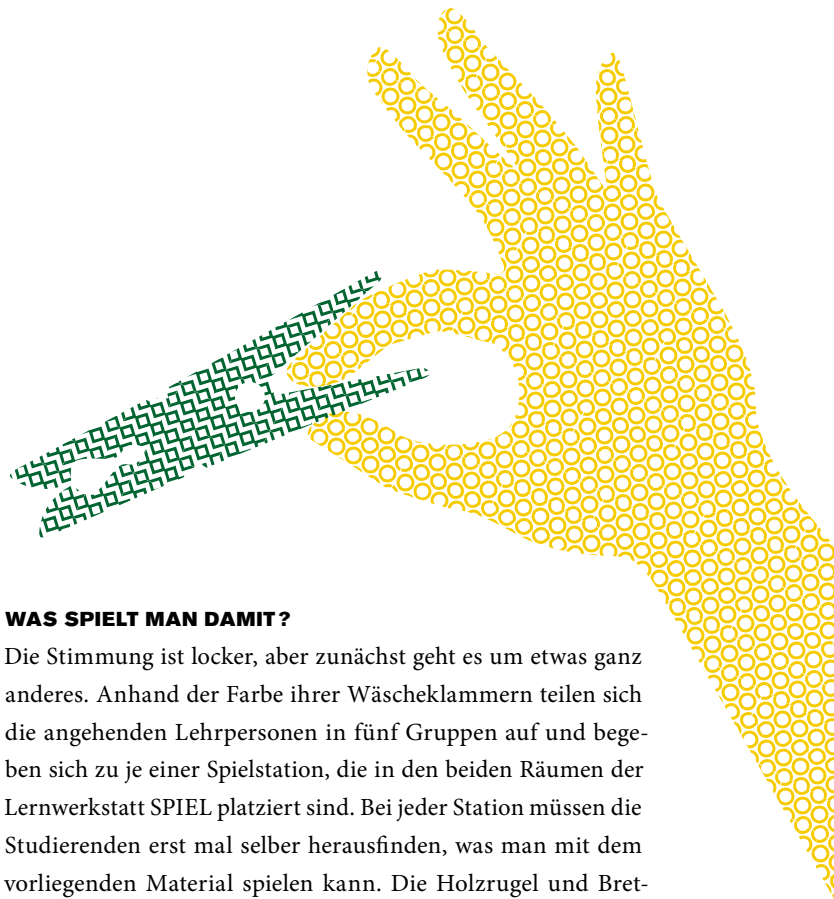 WAS SPIELT MAN DAMIT?
Die Stimmung ist locker, aber zunächst geht es um etwas ganz
anderes. Anhand der Farbe ihrer Wäscheklammern teilen sich
die angehenden Lehrpersonen in fünf Gruppen auf und bege-
ben sich zu je einer Spielstation, die in den beiden Räumen der
Lernwerkstatt SPIEL platziert sind. Bei jeder Station müssen die
Studierenden erst mal selber herausfinden, was man mit dem
vorliegenden Material spielen kann. Die Holzrugel und Bret-